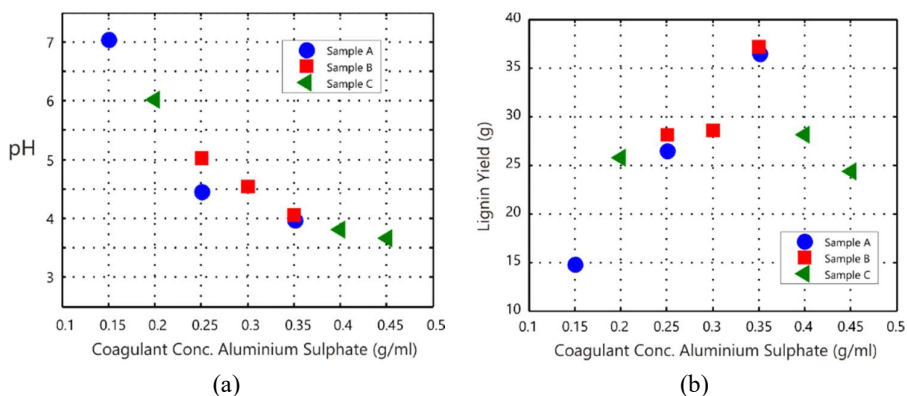 7
6
5
4
3
pH
Sample A
Sample B
Sample C
0.1 0.15 0.2 0.25 0.3 0.35 0.4 0.45 0.5
Coagulant Conc. Aluminium Sulphate (g/ml)
(a)
40
35
30
25
20
15
10
Lignin Yield (g)
Sample A
Sample B
Sample C
0.1 0.15 0.2 0.25 0.3 0.35 0.4 0.45 0.5
Coagulant Conc. Aluminium Sulphate (g/ml)
(b)